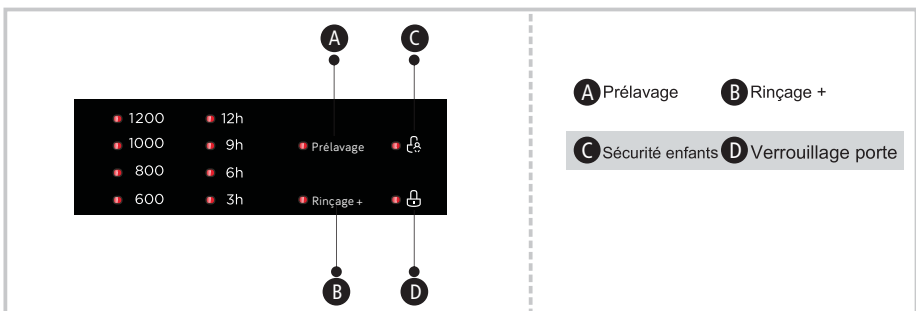 A C
1200 12h
1000 9h Prélavage
800 6h
600 3h Rinçage +
B D
A Prélavage B Rinçage +
C Sécurité enfants D Verrouillage porte